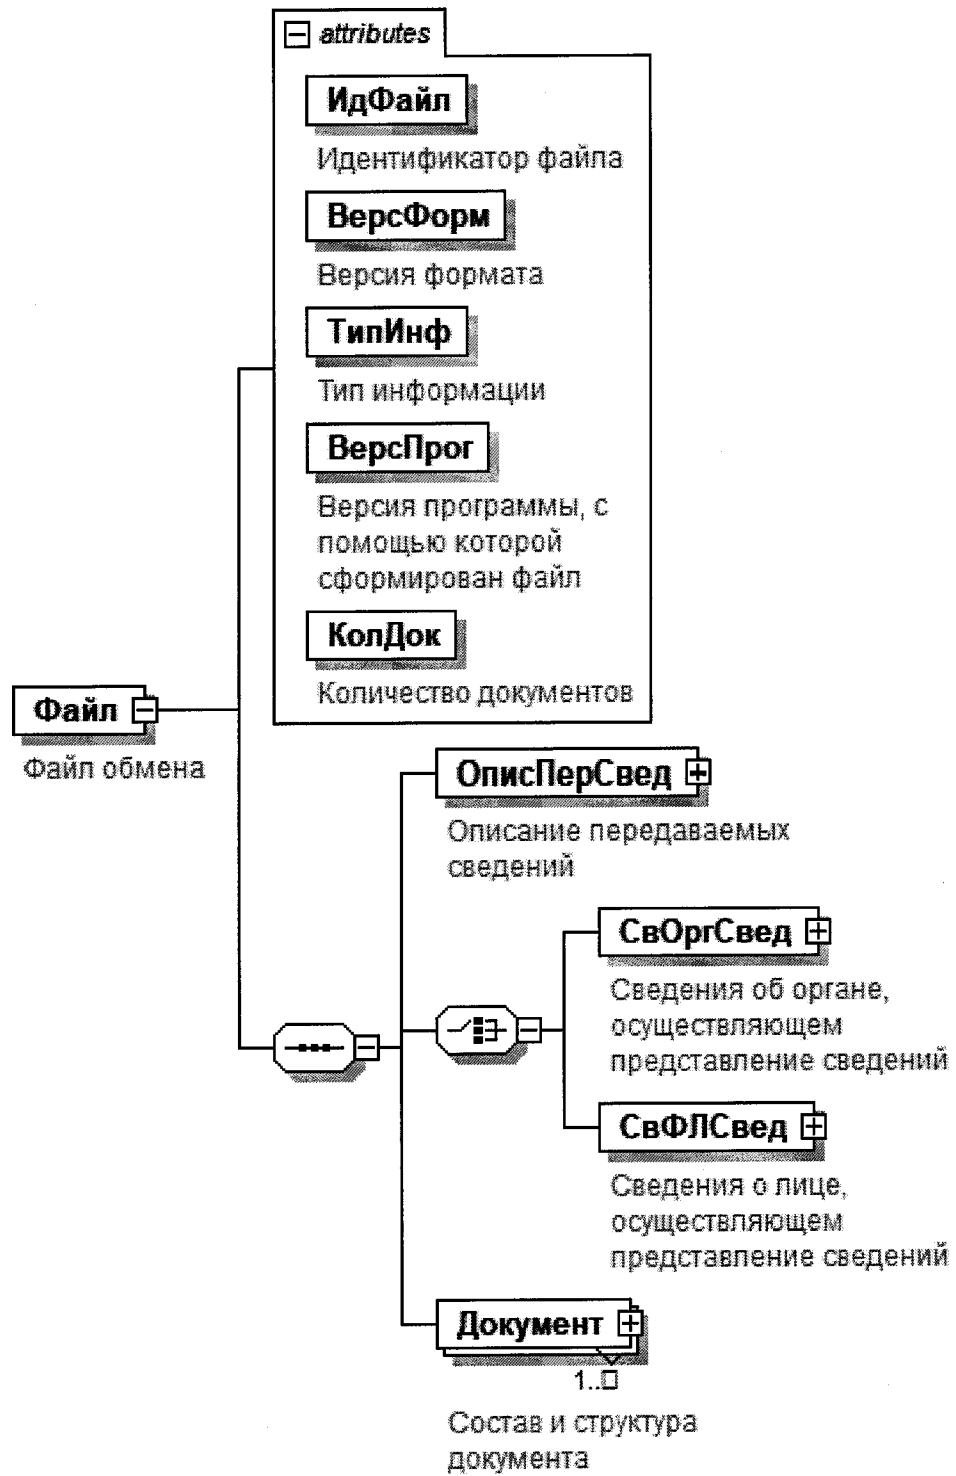 attributes
ИдФайл
Идентификатор файла
ВерсФорм
Версия формата
ТипИнф
Тип информации
ВерсПрог
Версия программы, с
помощью которой
сформирован файл
КолДок
Количество документов
Файл
Файл обмена
ОписПерСвед
Описание передаваемых
сведений
СвОргСвед
Сведения об органе,
осуществляющем
представление сведений
СвФЛСвед
Сведения о лице,
осуществляющем
представление сведений
Документ
1..□
Состав и структура
документа